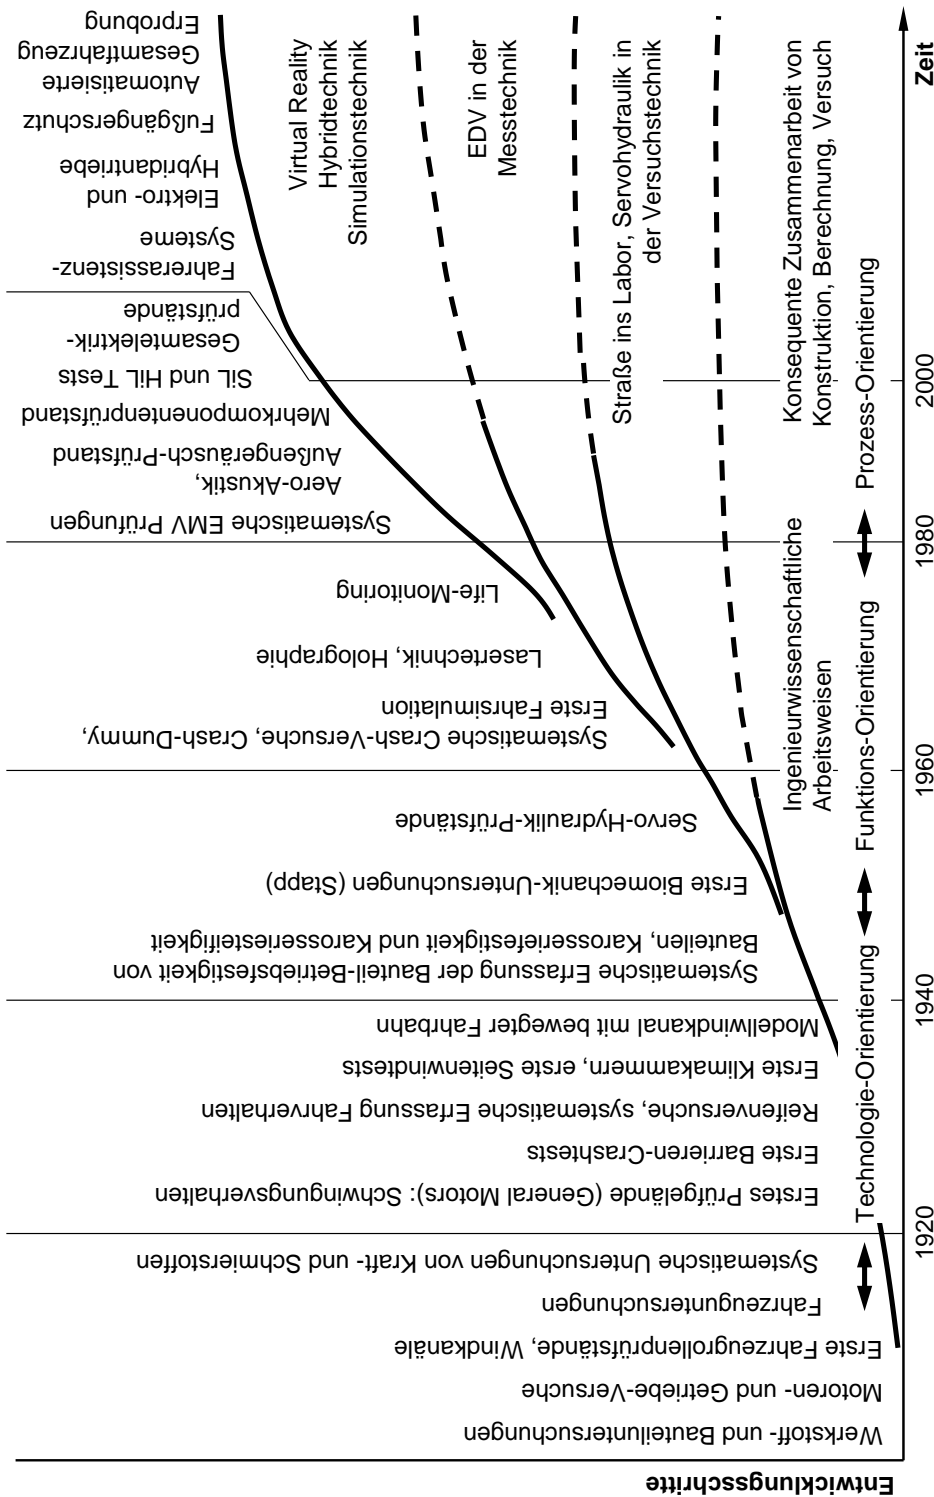 Entwicklungsschritte
Werkstoff- und Bauteiluntersuchungen
Motoren- und Getriebe-Versuche
Erste Fahrzeugrollenprüfstände, Windkanäle
Fahrzeuguntersuchungen
Systematische Untersuchungen von Kraft- und Schmierstoffen
Erstes Prüfgelände (General Motors): Schwingungsverhalten
Erste Barrieren-Crashtests
Reifenversuche, systematische Erfassung Fahrverhalten
Erste Klimakammern, erste Seitenwindtests
Modellwindkanal mit bewegter Fahrbahn
Systematische Erfassung der Bauteil-Betriebsfestigkeit von
Bauteilen, Karosseriefestigkeit und Karosseriesteifigkeit
Erste Biomechanik-Untersuchungen (Stapp)
Servo-Hydraulik-Prüfstände
Systematische Crash-Versuche, Crash-Dummy,
Erste Fahrsimulation
Lasertechnik, Holographie
Life-Monitoring
Systematische EMV Prüfungen
Aero-Akustik,
Außengeräusch-Prüfstand
Mehrkomponentenprüfstand
SiL und HiL Tests
Gesamtelektrik-
prüfstände
Fahrerassistenz-
Systeme
Elektro- und
Hybridantriebe
Fußgängerschutz
Automatisierte
Gesamtfahrzeug
Erprobung
Virtual Reality
Hybridtechnik
Simulationstechnik
EDV in der
Messtechnik
Straße ins Labor, Servohydraulik in
der Versuchstechnik
Ingenieurwissenschaftliche
Arbeitsweisen
Konsequente Zusammenarbeit von
Konstruktion, Berechnung, Versuch
Technologie-Orientierung
Funktions-Orientierung
Prozess-Orientierung
1920
1940
1960
1980
2000
Zeit